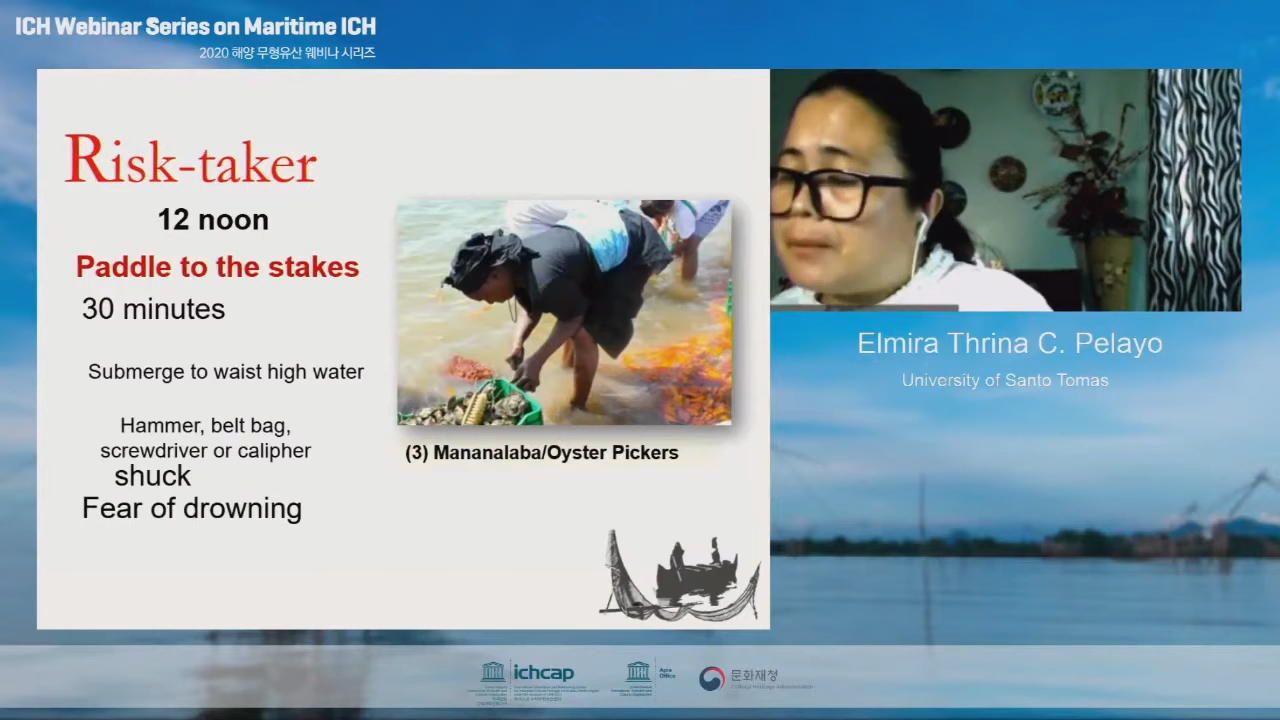 ICH Webinar Series on Maritime ICH
2020 해양 무형유산 웨비나 시리즈
Risk-taker
12 noon
Paddle to the stakes
30 minutes
Submerge to waist high water
Hammer, belt bag,
screwdriver or calipher
shuck
Fear of drowning
(3) Mananalaba/Oyster Pickers
Elmira Thrina C. Pelayo
University of Santo Tomas
ichcap
문화재청
Cultural Heritage Administration